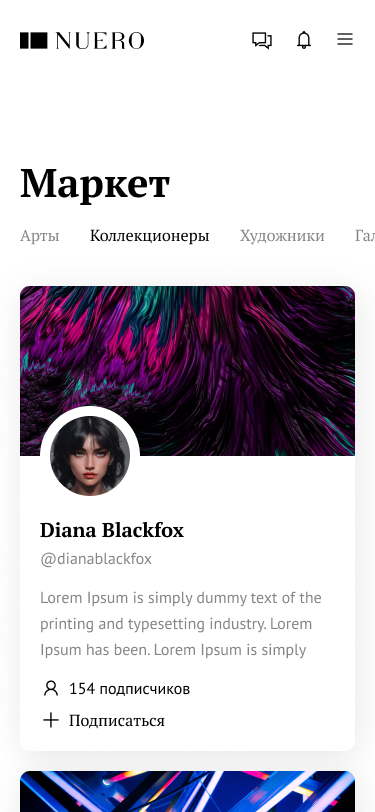 NUERO
Маркет
Арты Коллекционеры Художники
Diana Blackfox
@dianablackfox
Lorem Ipsum is simply dummy text of the
printing and typesetting industry. Lorem
Ipsum has been. Lorem Ipsum is simply
154 подписчиков
Подписаться